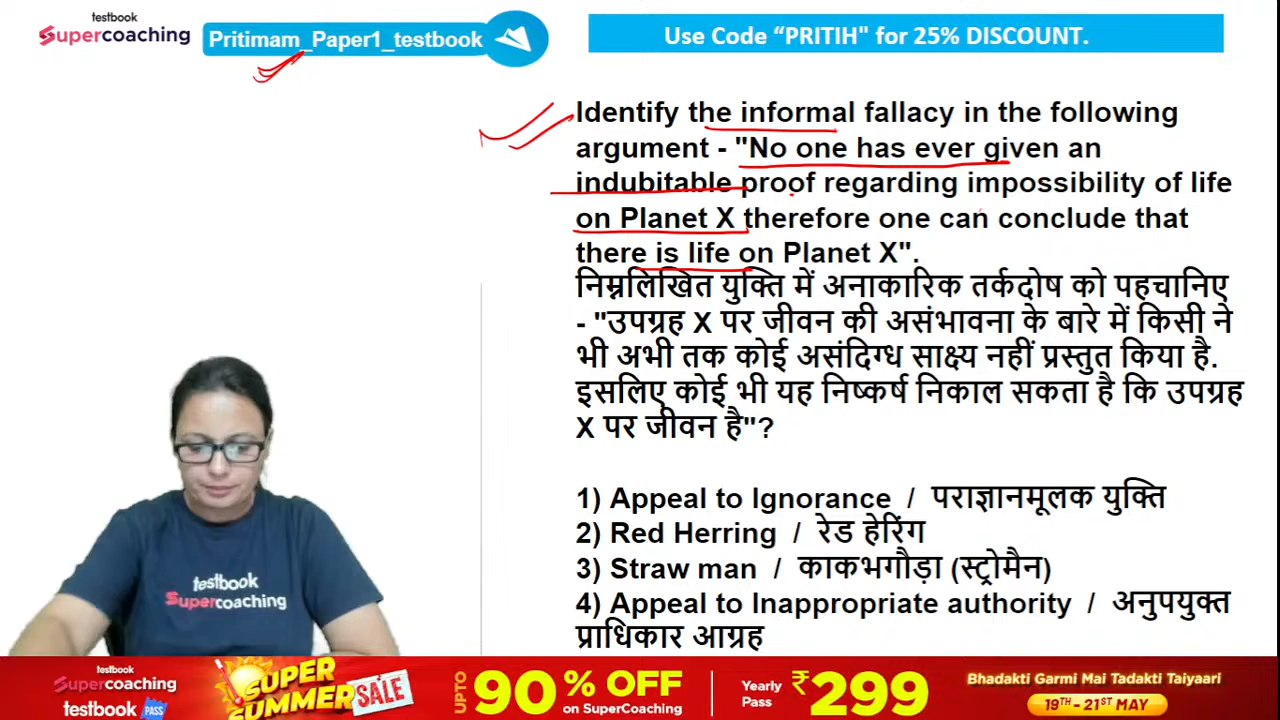 testbook
Supercoaching
Pritimam_Paper1_testbook
Use Code “PRITIH" for 25% DISCOUNT.
Identify the informal fallacy in the following
argument - "No one has ever given an
indubitable proof regarding impossibility of life
on Planet X therefore one can conclude that
there is life on Planet X".
निम्नलिखित युक्ति में अनाकारिक तर्कदोष को पहचानिए
- "उपग्रह X पर जीवन की असंभावना के बारे में किसी ने
भी अभी तक कोई असंदिग्ध साक्ष्य नहीं प्रस्तुत किया है.
इसलिए कोई भी यह निष्कर्ष निकाल सकता है कि उपग्रह
X पर जीवन है"?
1) Appeal to Ignorance / पराज्ञानमूलक युक्ति
2) Red Herring / रेड हेरिंग
3) Straw man / काकभगौड़ा (स्ट्रोमैन)
4) Appeal to Inappropriate authority / अनुपयुक्त
प्राधिकार आग्रह
testbook
Supercoaching
testbook
Supercoaching
testbook PASS
SUPER
SUMMER SALE
UPTO 90% OFF
on SuperCoaching
Yearly
Pass ₹299
Bhadakti Garmi Mai Tadakti Taiyaari
19TH - 21ST MAY